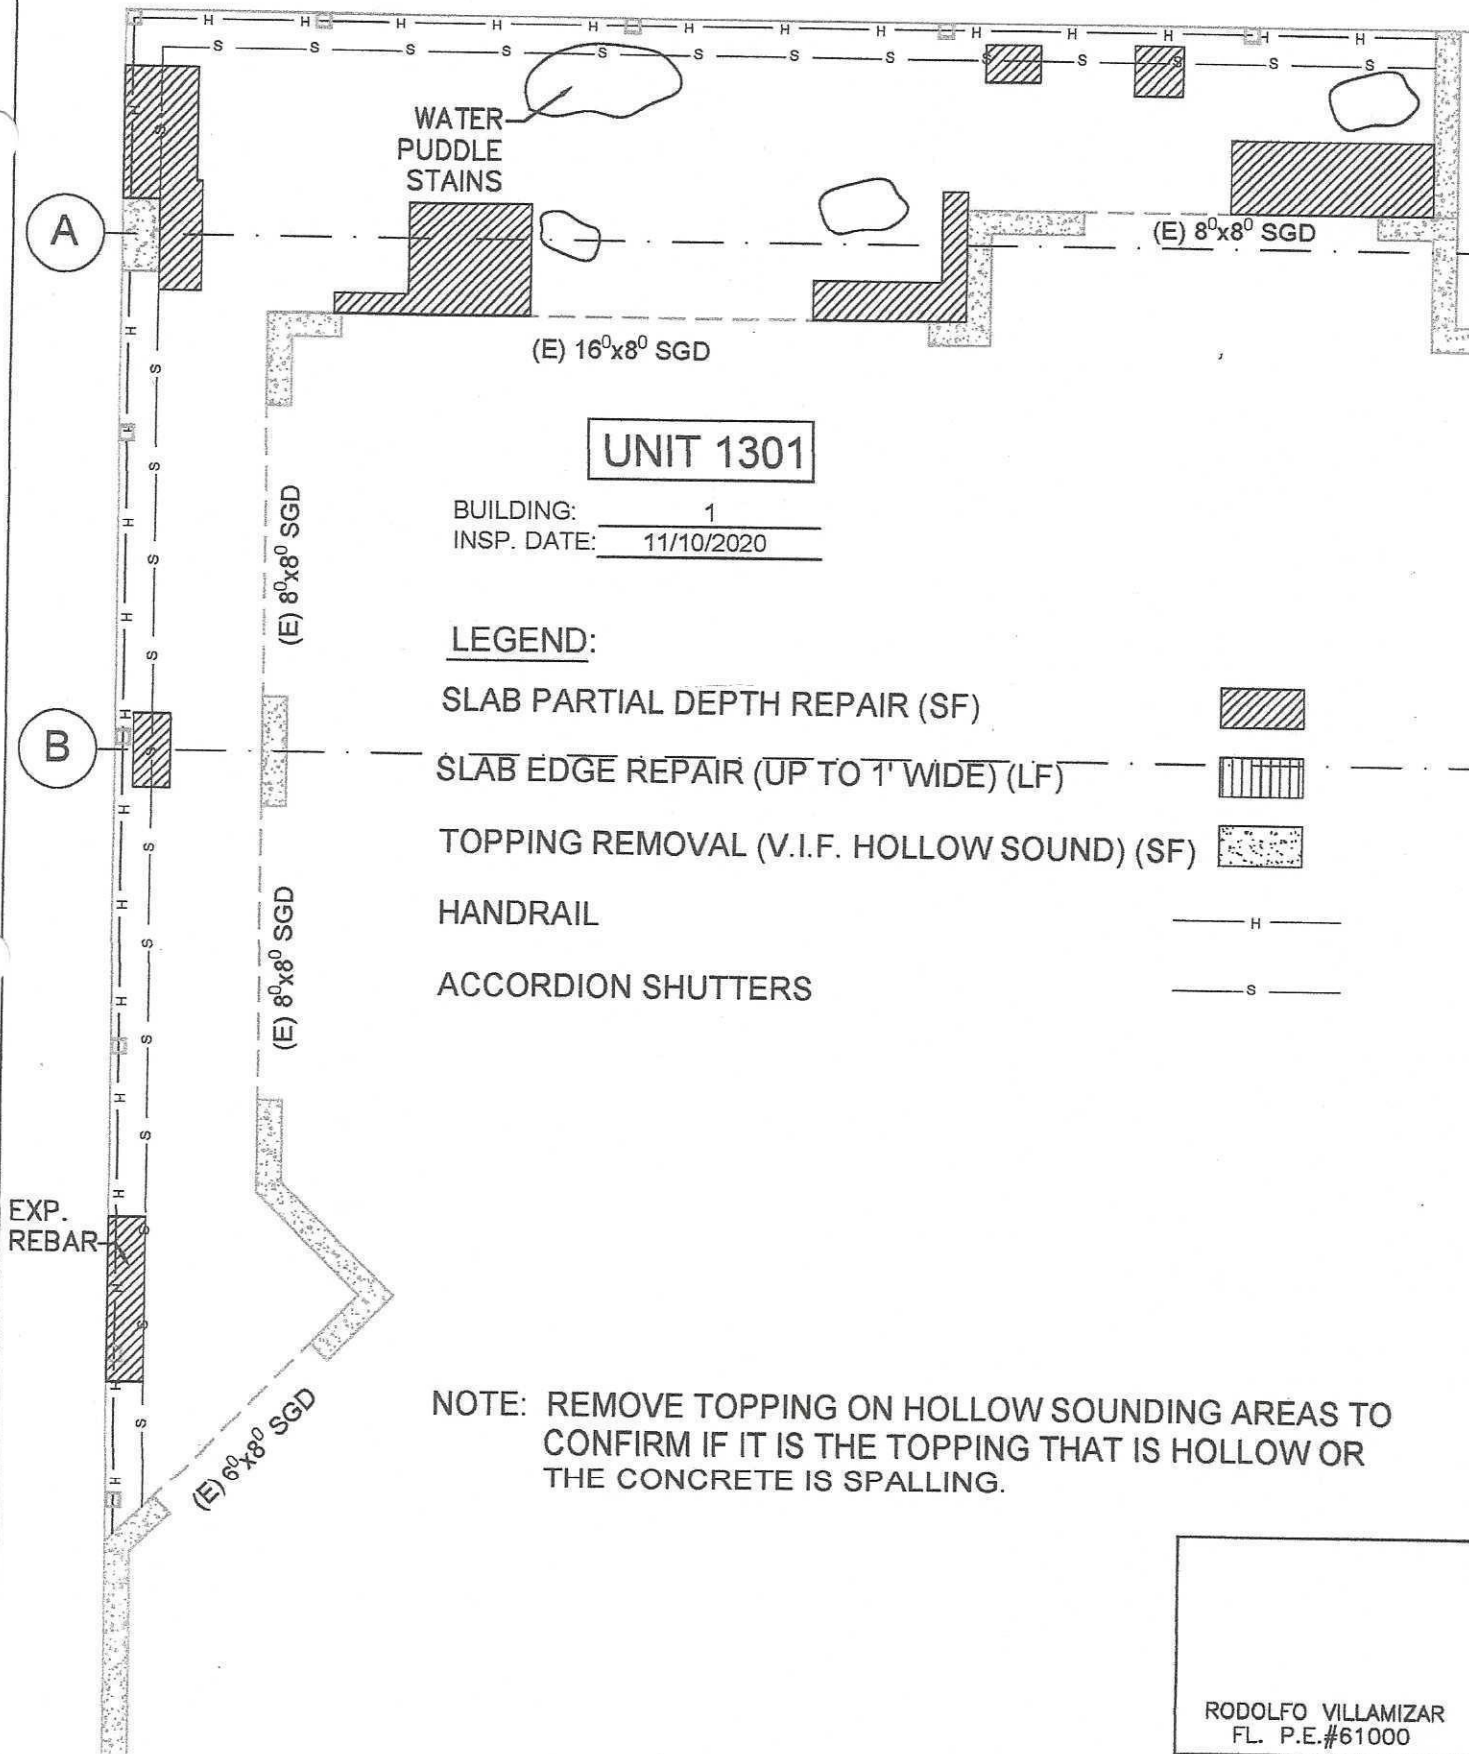 H H H H H H H H H H H H H
S S S S S S S S S S S S S
WATER
PUDDLE
STAINS
H
S
A
(E) 8⁰x8⁰ SGD
(E) 16⁰x8⁰ SGD
UNIT 1301
BUILDING: 1
INSP. DATE: 11/10/2020
(E) 8⁰x8⁰ SGD
LEGEND:
SLAB PARTIAL DEPTH REPAIR (SF)
B
SLAB EDGE REPAIR (UP TO 1' WIDE) (LF)
TOPPING REMOVAL (V.I.F. HOLLOW SOUND) (SF)
HANDRAIL H
(E) 8⁰x8⁰ SGD
ACCORDION SHUTTERS S
EXP.
REBAR
(E) 6⁰x8⁰ SGD
NOTE: REMOVE TOPPING ON HOLLOW SOUNDING AREAS TO
CONFIRM IF IT IS THE TOPPING THAT IS HOLLOW OR
THE CONCRETE IS SPALLING.
RODOLFO VILLAMIZAR
FL. P.E.#61000